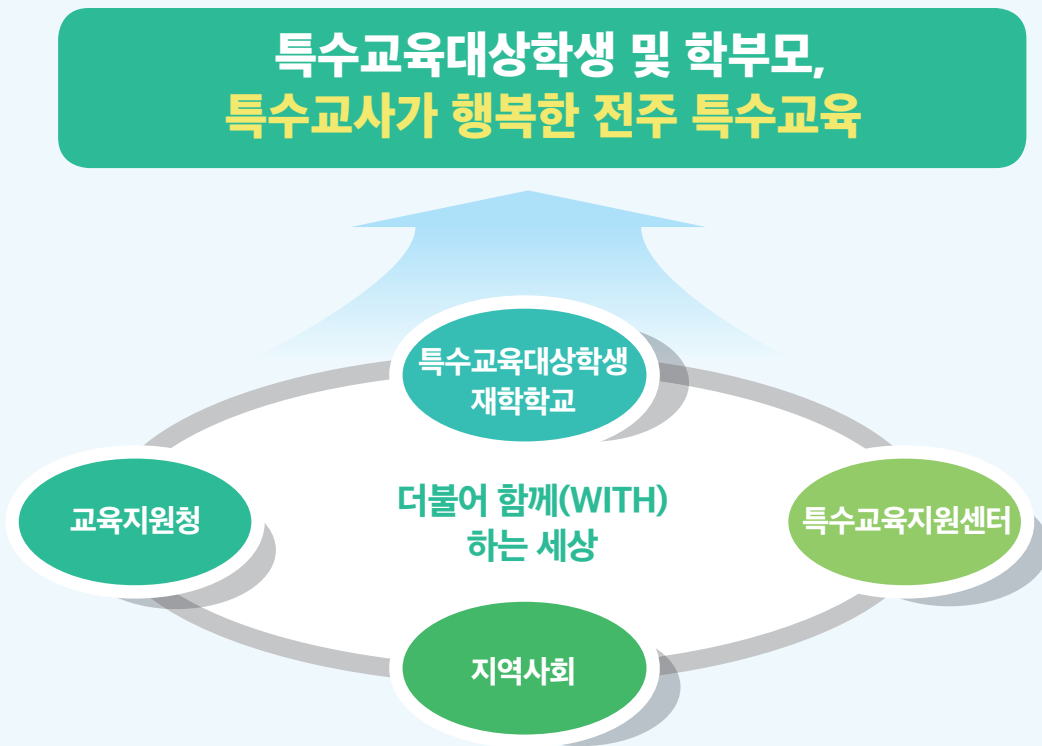 특수교육대상학생 및 학부모,
특수교사가 행복한 전주 특수교육
특수교육대상학생
재학학교
교육지원청
더불어 함께(WITH)
하는 세상
특수교육지원센터
지역사회